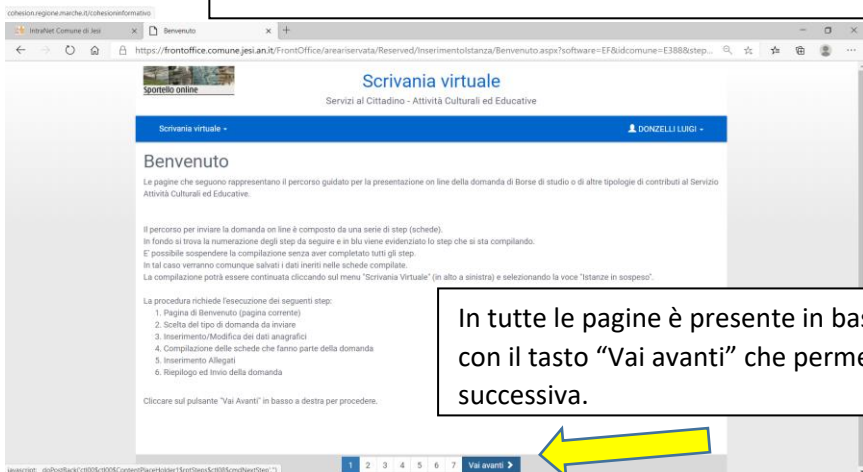 cohesion.regione.marche.it/cohesioninformativo
IntraNet Comune di Jesi
Benvenuto
https://frontoffice.comune.jesi.an.it/FrontOffice/areariservata/Reserved/InserimentoIstanza/Benvenuto.aspx?software=EF&idcomune=E388&step...
sportello online
Scrivania virtuale
Servizi al Cittadino - Attività Culturali ed Educative
Scrivania virtuale
DONZELLI LUIGI
Benvenuto
Le pagine che seguono rappresentano il percorso guidato per la presentazione on line della domanda di Borse di studio o di altre tipologie di contributi al Servizio
Attività Culturali ed Educative.
Il percorso per inviare la domanda on line è composto da una serie di step (schede).
In fondo si trova la numerazione degli step da seguire e in blu viene evidenziato lo step che si sta compilando.
E' possibile sospendere la compilazione senza aver completato tutti gli step.
In tal caso verranno comunque salvati i dati ineriti nelle schede compilate.
La compilazione potrà essere continuata cliccando sul menu "Scrivania Virtuale" (in alto a sinistra) e selezionando la voce "Istanze in sospeso".
La procedura richiede l'esecuzione dei seguenti step:
1. Pagina di Benvenuto (pagina corrente)
2. Scelta del tipo di domanda da inviare
3. Inserimento/Modifica dei dati anagrafici
4. Compilazione delle schede che fanno parte della domanda
5. Inserimento Allegati
6. Riepilogo ed Invio della domanda
Cliccare sul pulsante "Vai Avanti" in basso a destra per procedere.
In tutte le pagine è presente in bas
con il tasto "Vai avanti" che perme
successiva.
1 2 3 4 5 6 7 Vai avanti
javascript:__doPostBack('ctl00$ctl00$ContentPlaceHolder1$rptSteps$ctl08$cmdNextStep','')